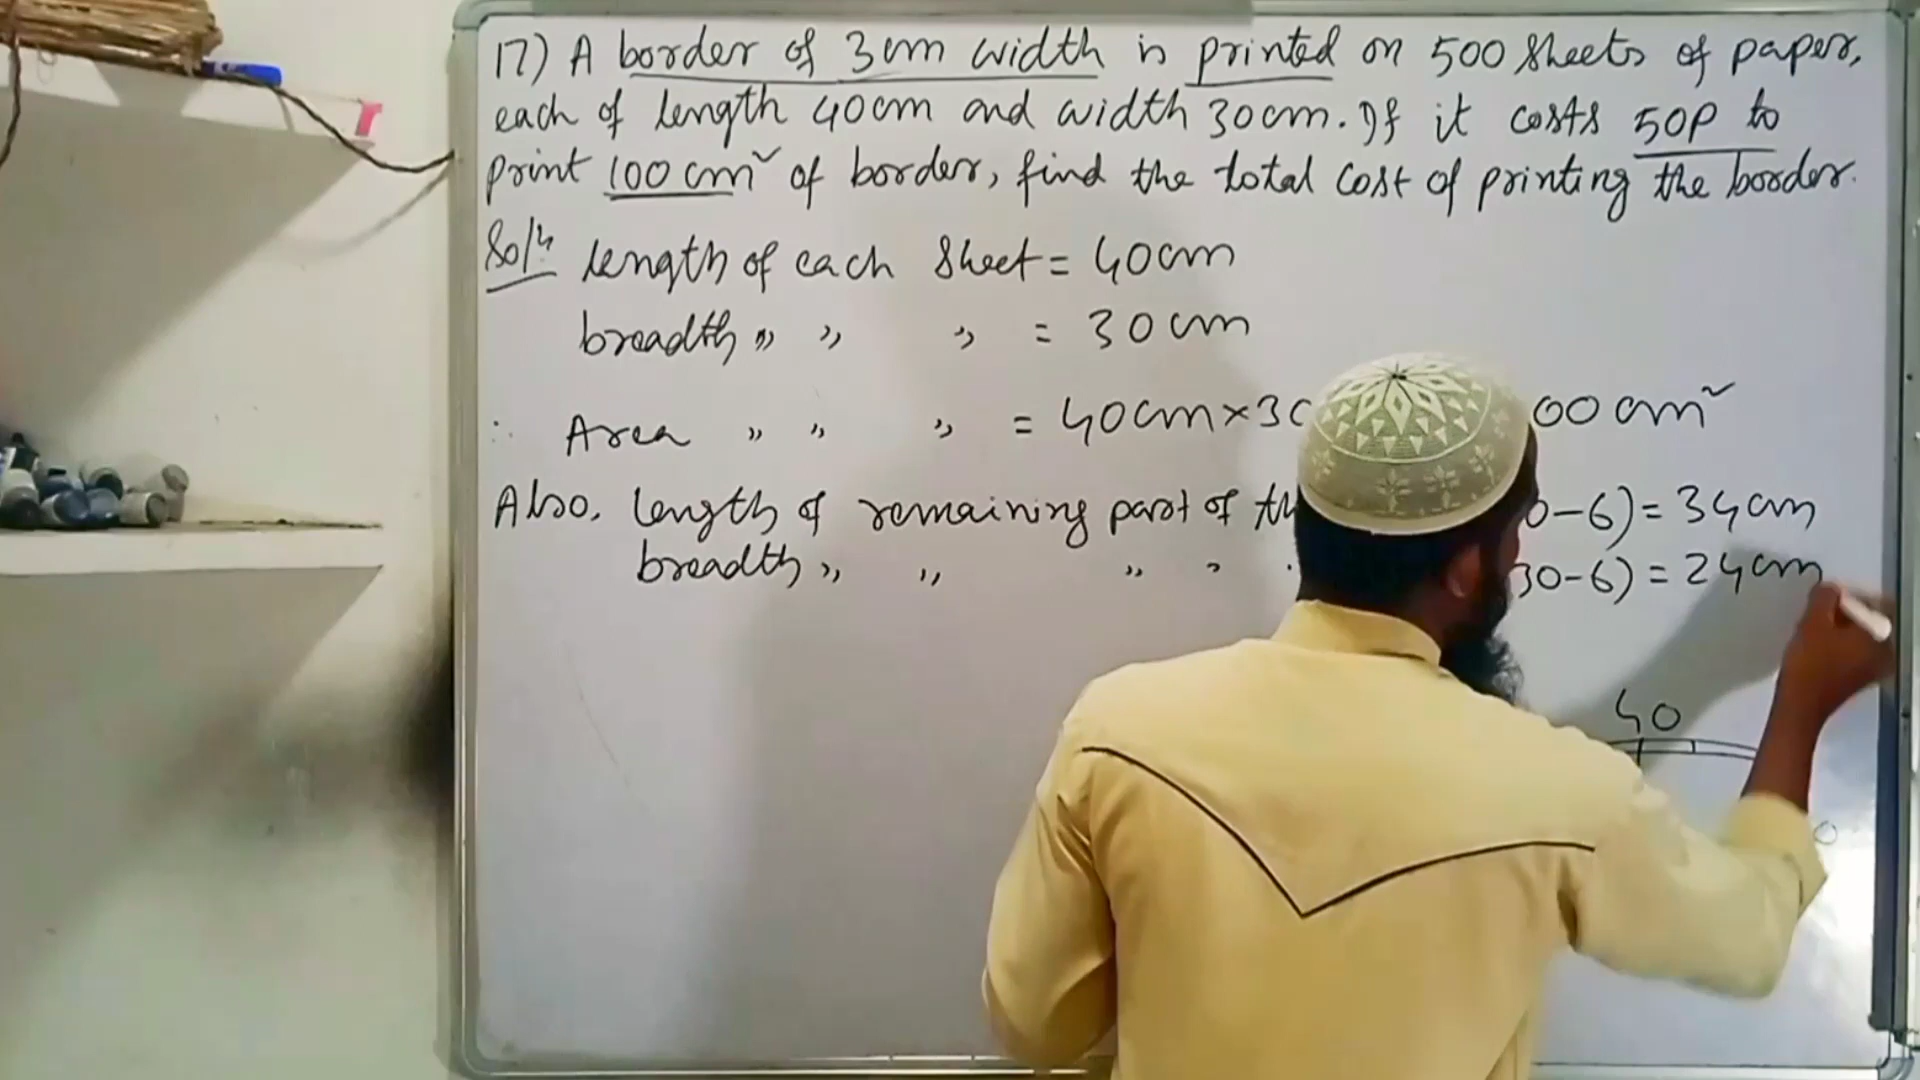 17) A border of 3cm width is printed on 500 sheets of paper,
each of length 40cm and width 30cm. If it costs 50P to
print 100 cm² of border, find the total cost of printing the border.
Sol.n length of each sheet = 40cm
breadth " " " = 30cm
∴ Area " " " = 40cm×30 00 cm²
Also, length of remaining part of 0-6) = 34cm
breadth " " " " 30-6) = 24cm
40